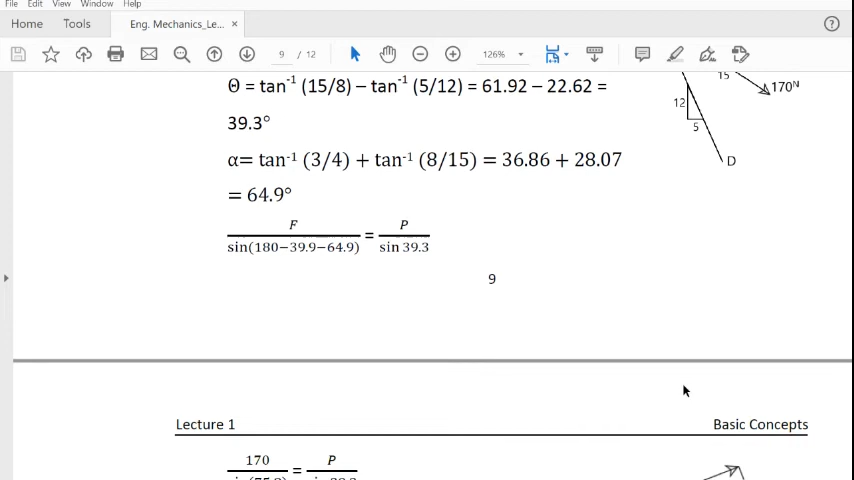 File Edit View Window Help
Home Tools Eng. Mechanics_Le... ×
9 / 12 126%
Θ = tan⁻¹ (15/8) − tan⁻¹ (5/12) = 61.92 − 22.62 =
39.3°
α= tan⁻¹ (3/4) + tan⁻¹ (8/15) = 36.86 + 28.07
= 64.9°
F/sin(180−39.9−64.9) = P/sin 39.3
15
170ᴺ
12
5
D
9
Lecture 1 Basic Concepts
170 = P